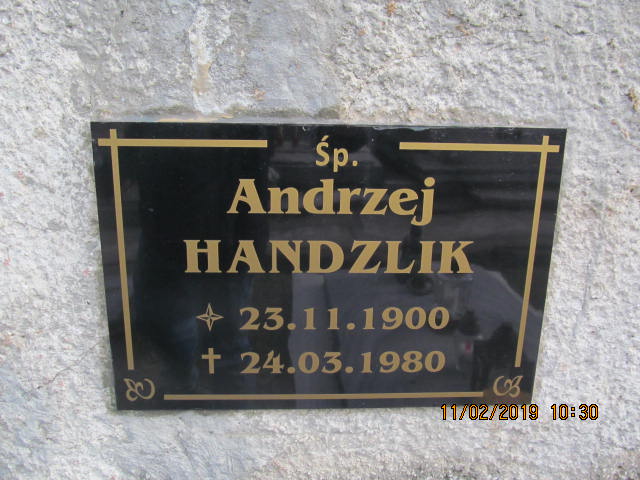 Śp.
Andrzej
HANDZLIK
23.11.1900
✝ 24.03.1980
11/02/2019 10:30